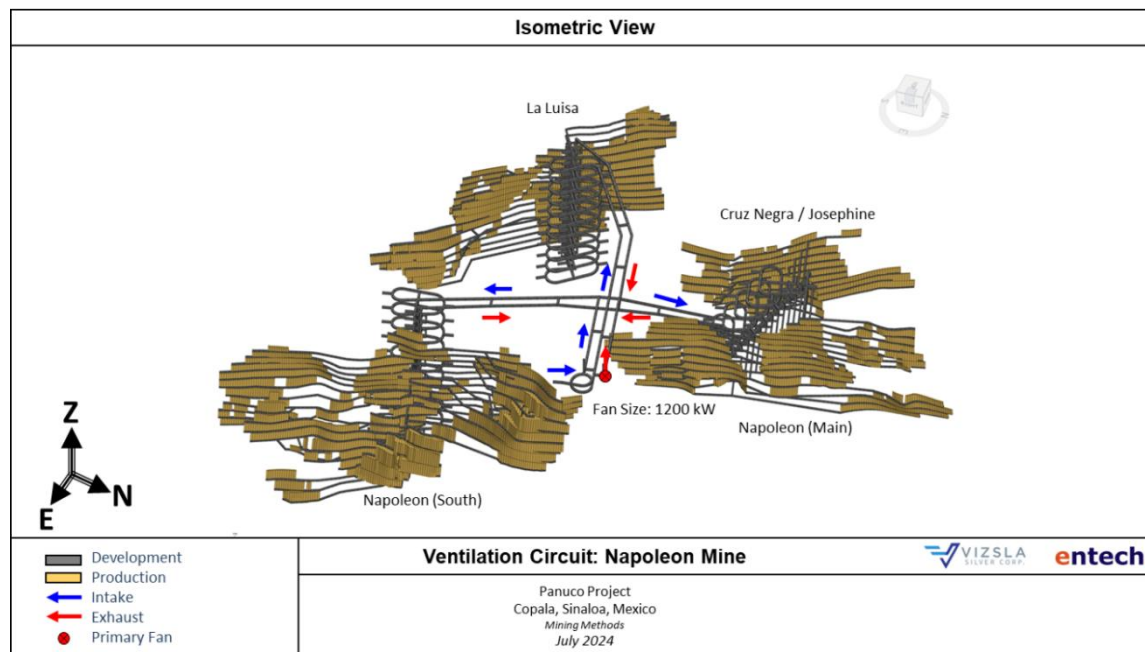 Isometric View
La Luisa
Cruz Negra / Josephine
Fan Size: 1200 kW
Napoleon (Main)
Napoleon (South)
Z
N
E
Development
Production
Intake
Exhaust
Primary Fan
Ventilation Circuit: Napoleon Mine
VIZSLA
SILVER CORP.
entech
Panuco Project
Copala, Sinaloa, Mexico
Mining Methods
July 2024